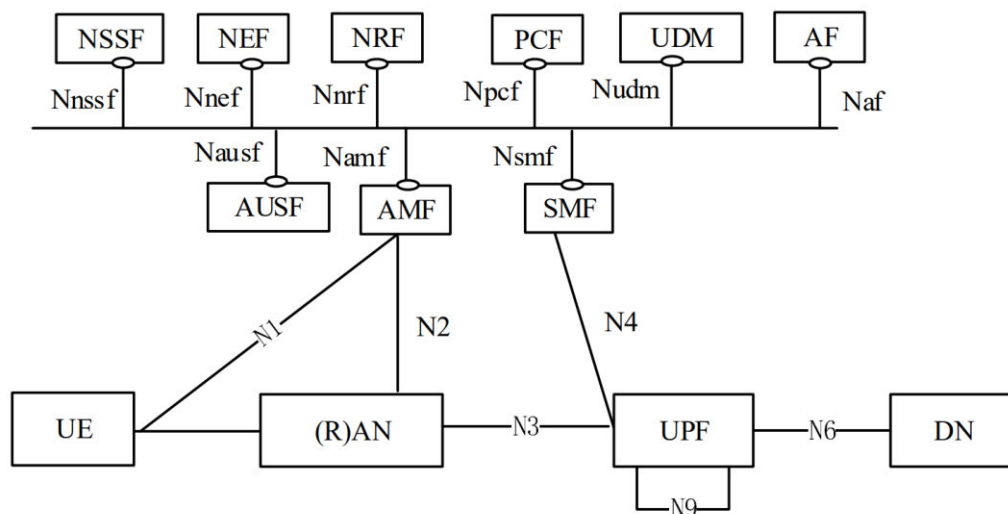 NSSF NEF NRF PCF UDM AF
Nnssf Nnef Nnrf Npcf Nudm Naf
Nausf Namf Nsmf
AUSF AMF SMF
N1 N2 N4
UE (R)AN N3 UPF N6 DN
N9